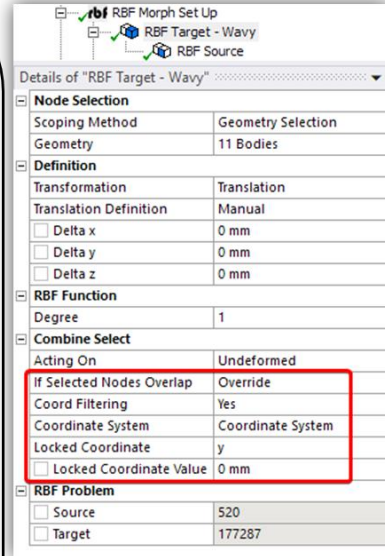 rbf RBF Morph Set Up
RBF Target - Wavy
RBF Source
Details of "RBF Target - Wavy"
Node Selection
Scoping Method Geometry Selection
Geometry 11 Bodies
Definition
Transformation Translation
Translation Definition Manual
Delta x 0 mm
Delta y 0 mm
Delta z 0 mm
RBF Function
Degree 1
Combine Select
Acting On Undeformed
If Selected Nodes Overlap Override
Coord Filtering Yes
Coordinate System Coordinate System
Locked Coordinate y
Locked Coordinate Value 0 mm
RBF Problem
Source 520
Target 177287